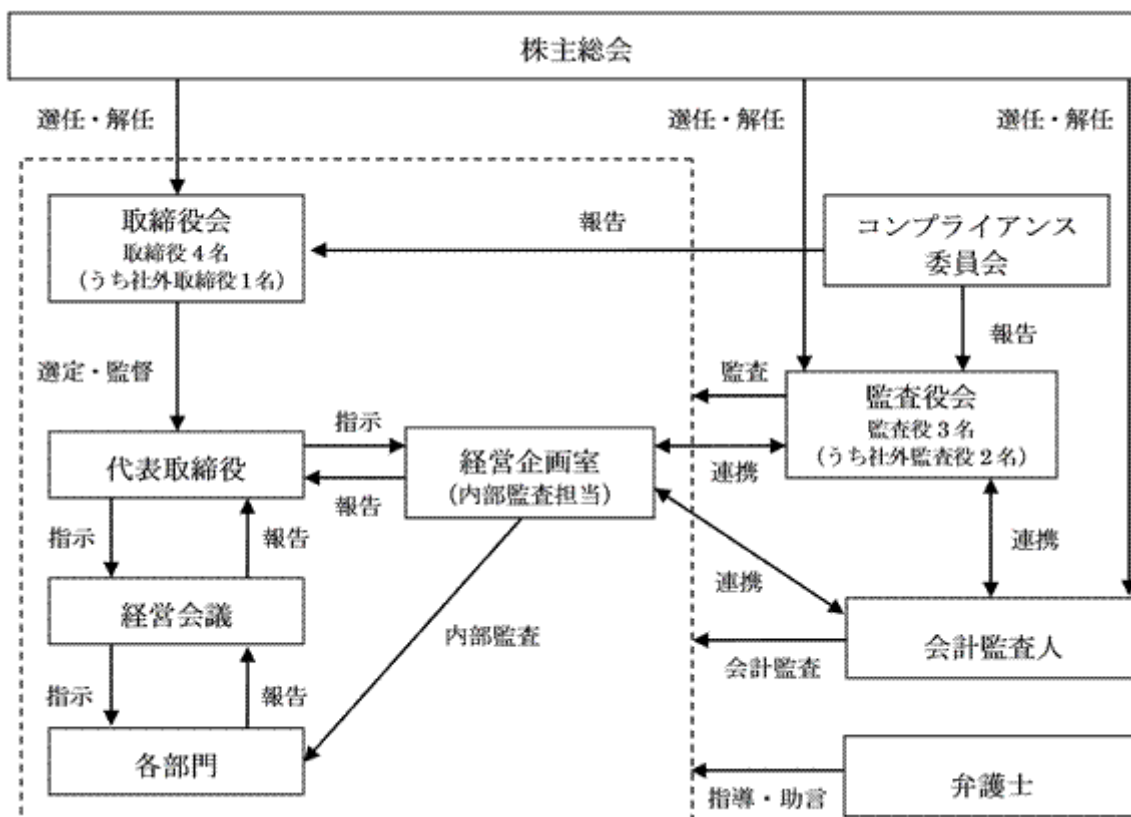 株主総会
選任・解任
選任・解任
選任・解任
取締役会
取締役4名
(うち社外取締役1名)
報告
コンプライアンス
委員会
報告
選定・監督
監査
監査役会
監査役3名
(うち社外監査役2名)
指示
代表取締役
経営企画室
(内部監査担当)
連携
報告
指示
報告
連携
連携
経営会議
内部監査
会計監査人
会計監査
指示
報告
各部門
弁護士
指導・助言